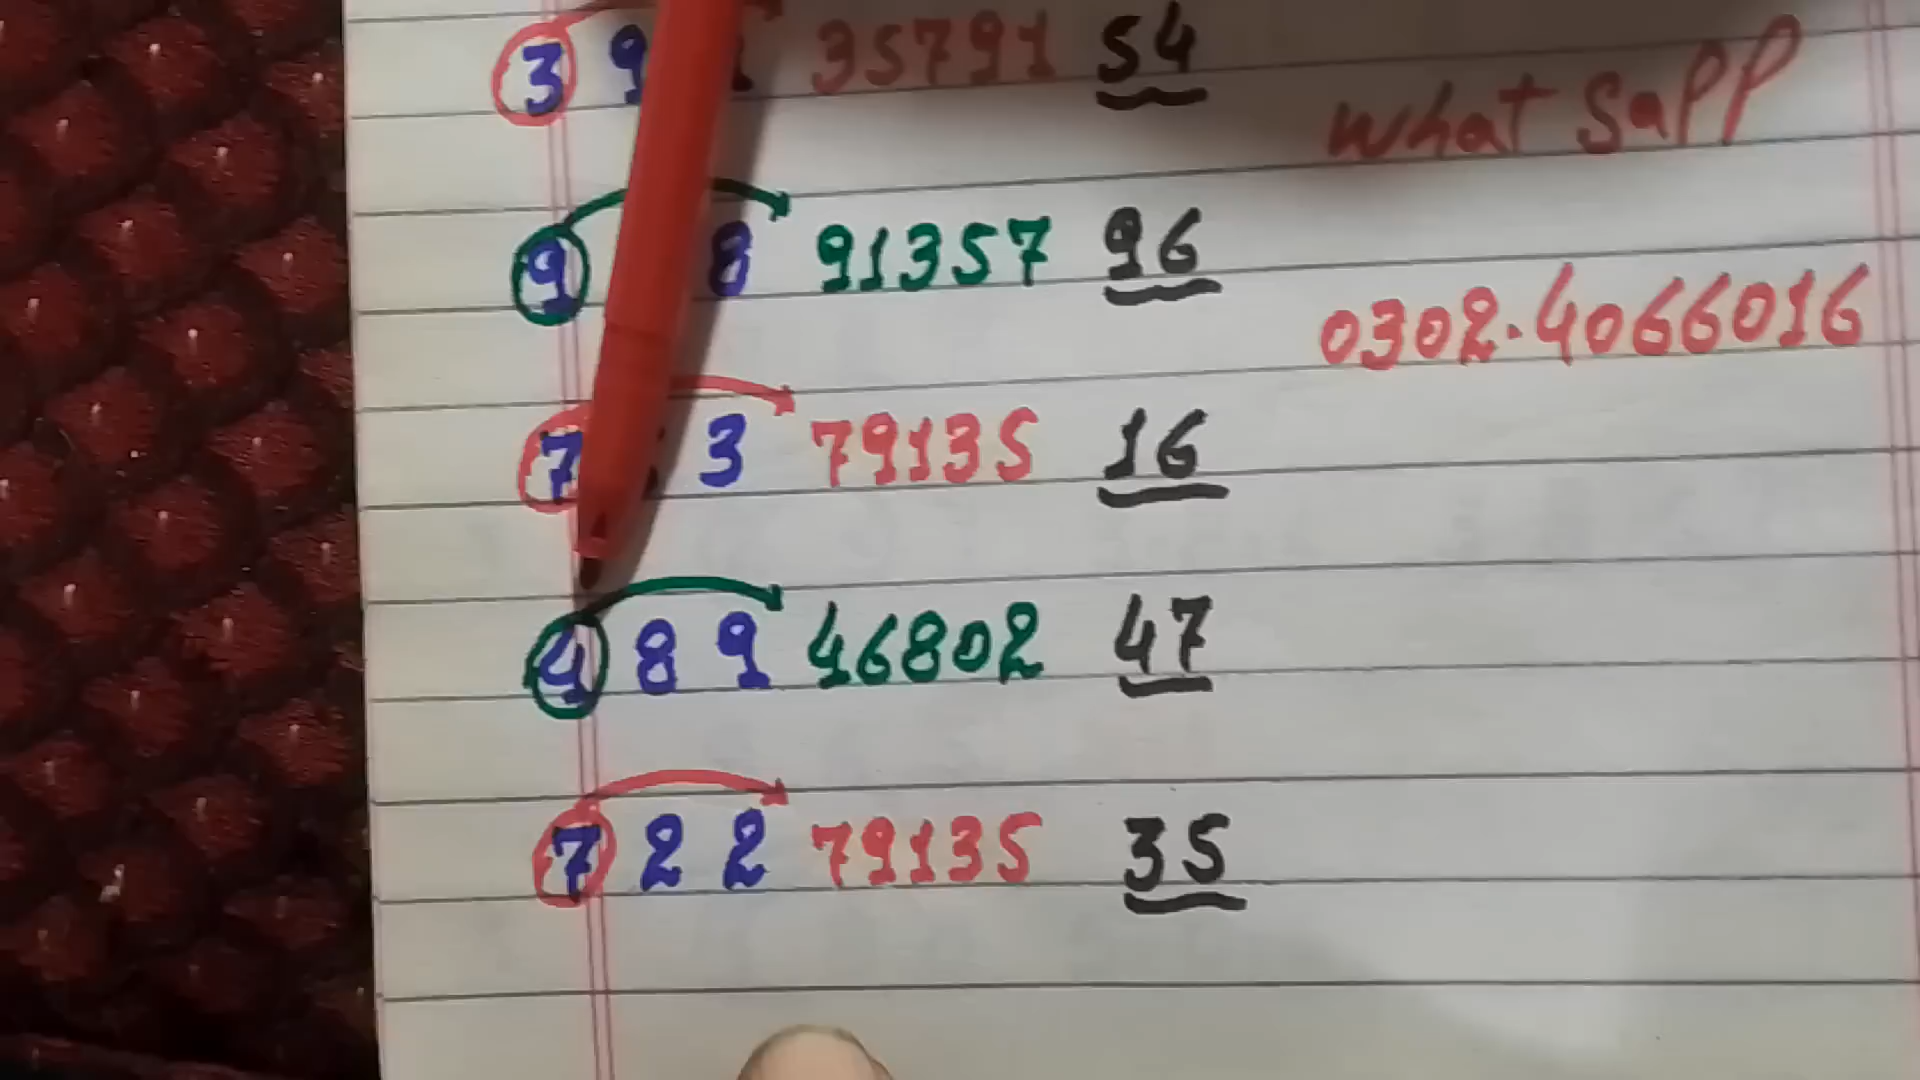 3 9 35791 54
what sapp
9 8 91357 96
0302.4066016
7 3 79135 16
4 8 9 46802 47
7 2 2 79135 35